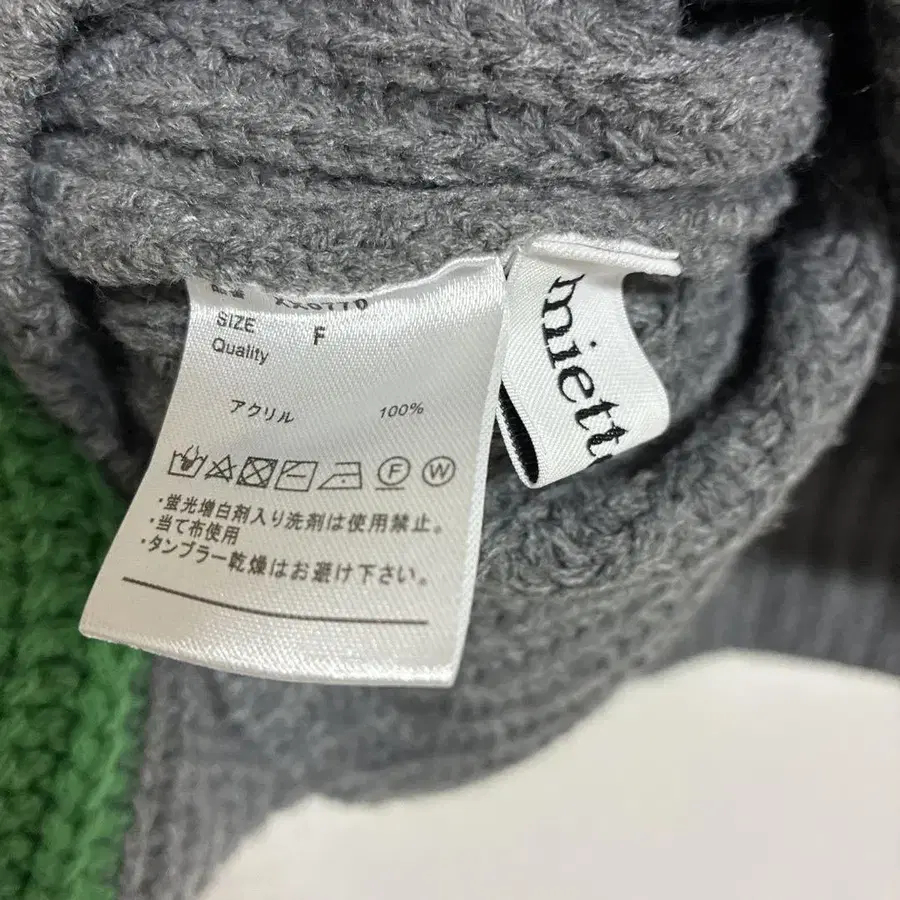 SIZE F
Quality
アクリル 100%
F W
・蛍光増白剤入り洗剤は使用禁止。
・当て布使用
・タンブラー乾燥はお避け下さい。
miett